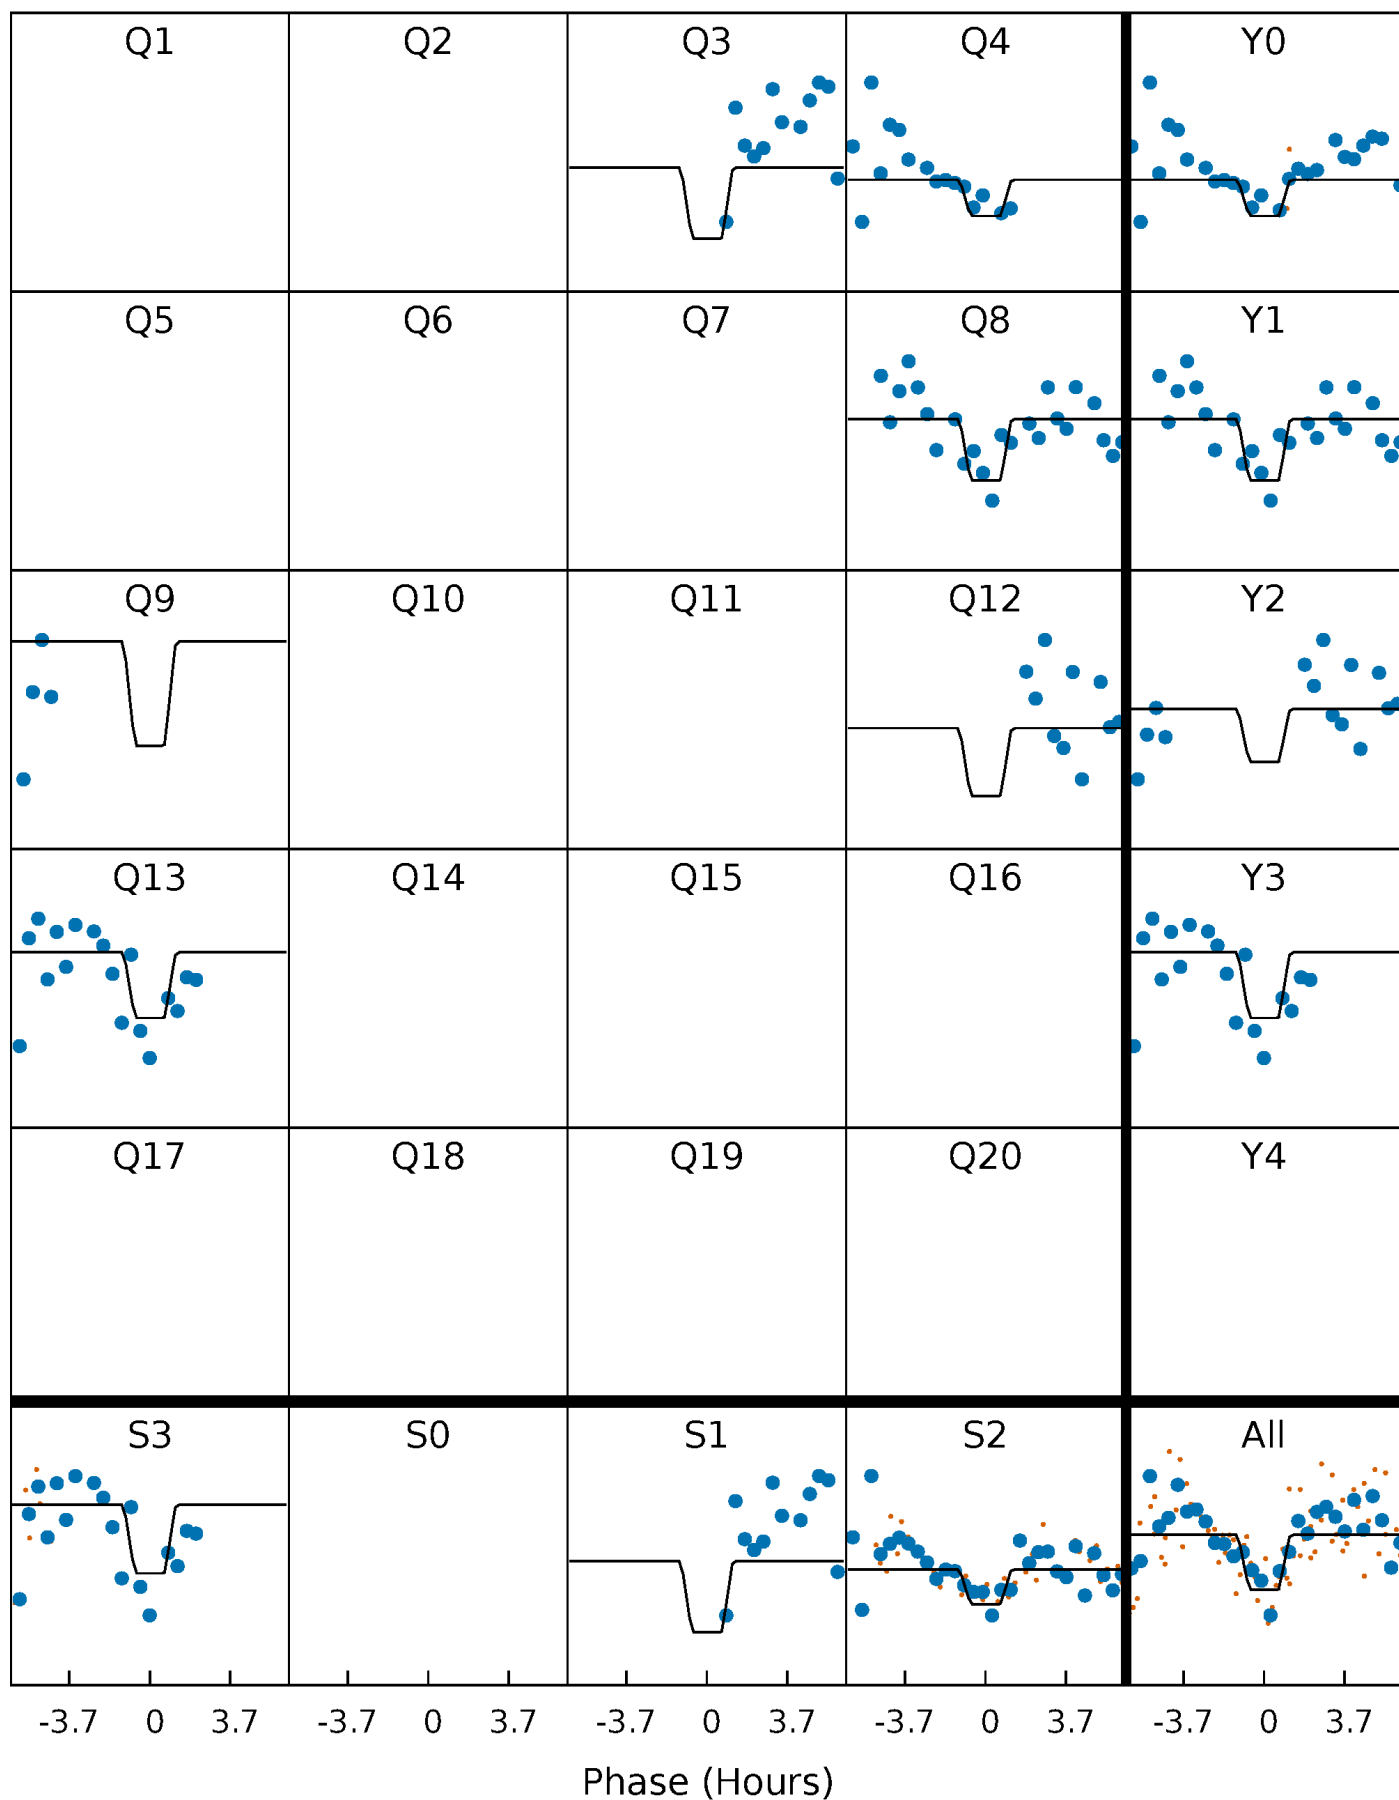 Q1 Q2 Q3 Q4 Y0
Q5 Q6 Q7 Q8 Y1
Q9 Q10 Q11 Q12 Y2
Q13 Q14 Q15 Q16 Y3
Q17 Q18 Q19 Q20 Y4
S3 S0 S1 S2 All
-3.7 0 3.7 -3.7 0 3.7 -3.7 0 3.7 -3.7 0 3.7 -3.7 0 3.7
Phase (Hours)